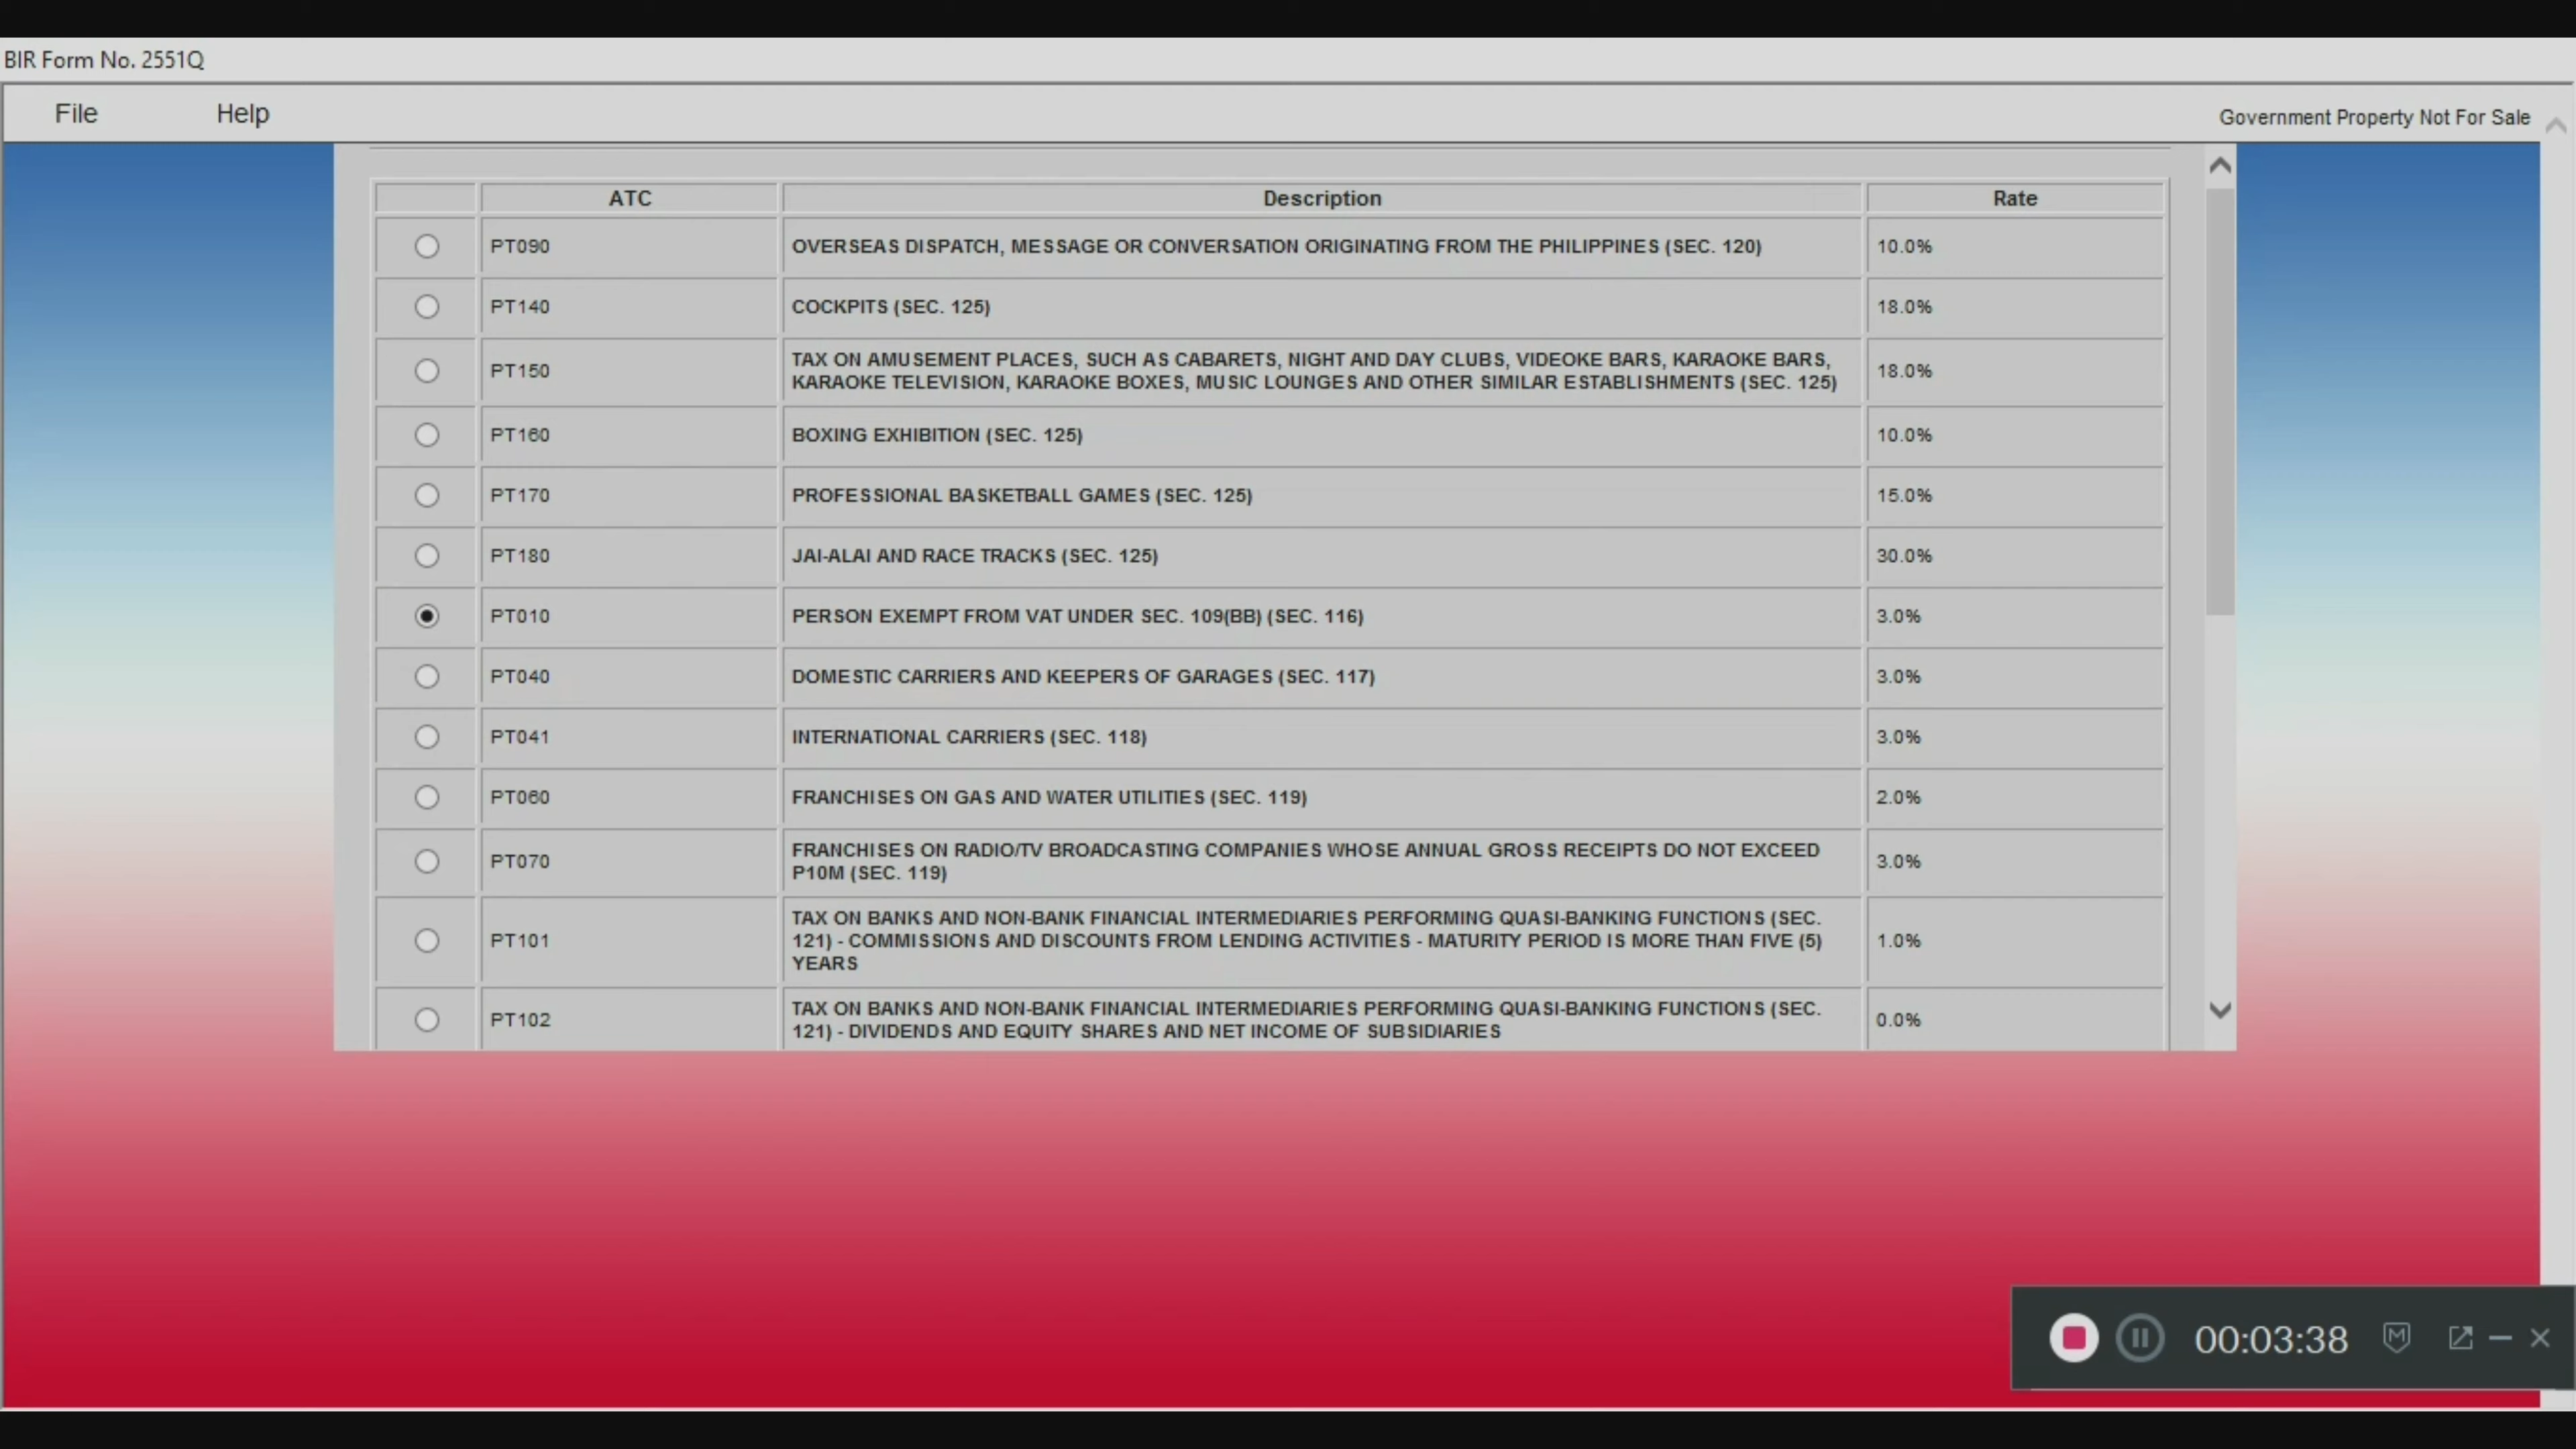 BIR Form No. 2551Q
File Help
Government Property Not For Sale
ATC Description Rate
PT090 OVERSEAS DISPATCH, MESSAGE OR CONVERSATION ORIGINATING FROM THE PHILIPPINES (SEC. 120) 10.0%
PT140 COCKPITS (SEC. 125) 18.0%
TAX ON AMUSEMENT PLACES, SUCH AS CABARETS, NIGHT AND DAY CLUBS, VIDEOKE BARS, KARAOKE BARS,
PT150 KARAOKE TELEVISION, KARAOKE BOXES, MUSIC LOUNGES AND OTHER SIMILAR ESTABLISHMENTS (SEC. 125) 18.0%
PT160 BOXING EXHIBITION (SEC. 125) 10.0%
PT170 PROFESSIONAL BASKETBALL GAMES (SEC. 125) 15.0%
PT180 JAI-ALAI AND RACE TRACKS (SEC. 125) 30.0%
PT010 PERSON EXEMPT FROM VAT UNDER SEC. 109(BB) (SEC. 116) 3.0%
PT040 DOMESTIC CARRIERS AND KEEPERS OF GARAGES (SEC. 117) 3.0%
PT041 INTERNATIONAL CARRIERS (SEC. 118) 3.0%
PT060 FRANCHISES ON GAS AND WATER UTILITIES (SEC. 119) 2.0%
FRANCHISES ON RADIO/TV BROADCASTING COMPANIES WHOSE ANNUAL GROSS RECEIPTS DO NOT EXCEED
PT070 P10M (SEC. 119) 3.0%
TAX ON BANKS AND NON-BANK FINANCIAL INTERMEDIARIES PERFORMING QUASI-BANKING FUNCTIONS (SEC.
PT101 121) - COMMISSIONS AND DISCOUNTS FROM LENDING ACTIVITIES - MATURITY PERIOD IS MORE THAN FIVE (5) 1.0%
YEARS
TAX ON BANKS AND NON-BANK FINANCIAL INTERMEDIARIES PERFORMING QUASI-BANKING FUNCTIONS (SEC.
PT102 121) - DIVIDENDS AND EQUITY SHARES AND NET INCOME OF SUBSIDIARIES 0.0%
00:03:38